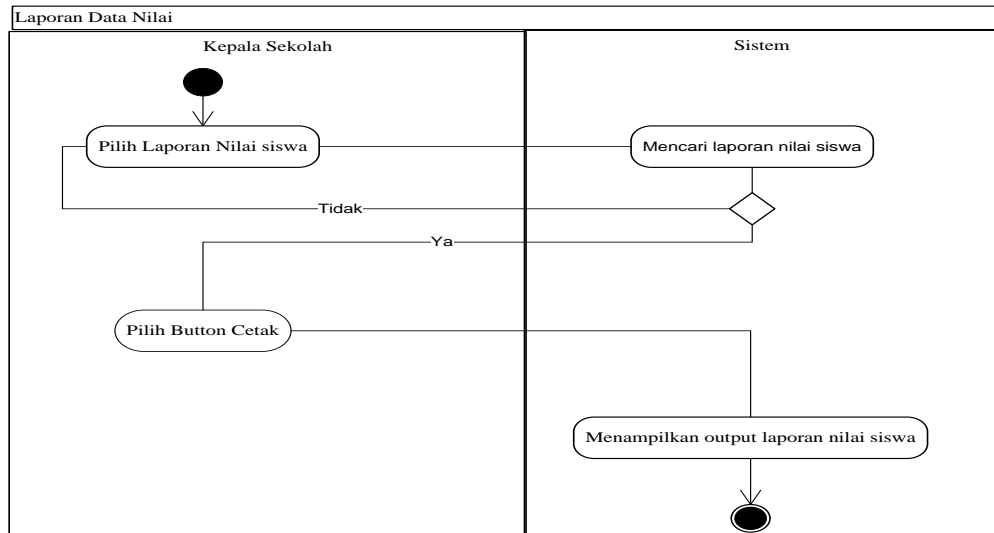 Laporan Data Nilai
Kepala Sekolah
Sistem
Pilih Laporan Nilai siswa
Mencari laporan nilai siswa
Tidak
Ya
Pilih Button Cetak
Menampilkan output laporan nilai siswa